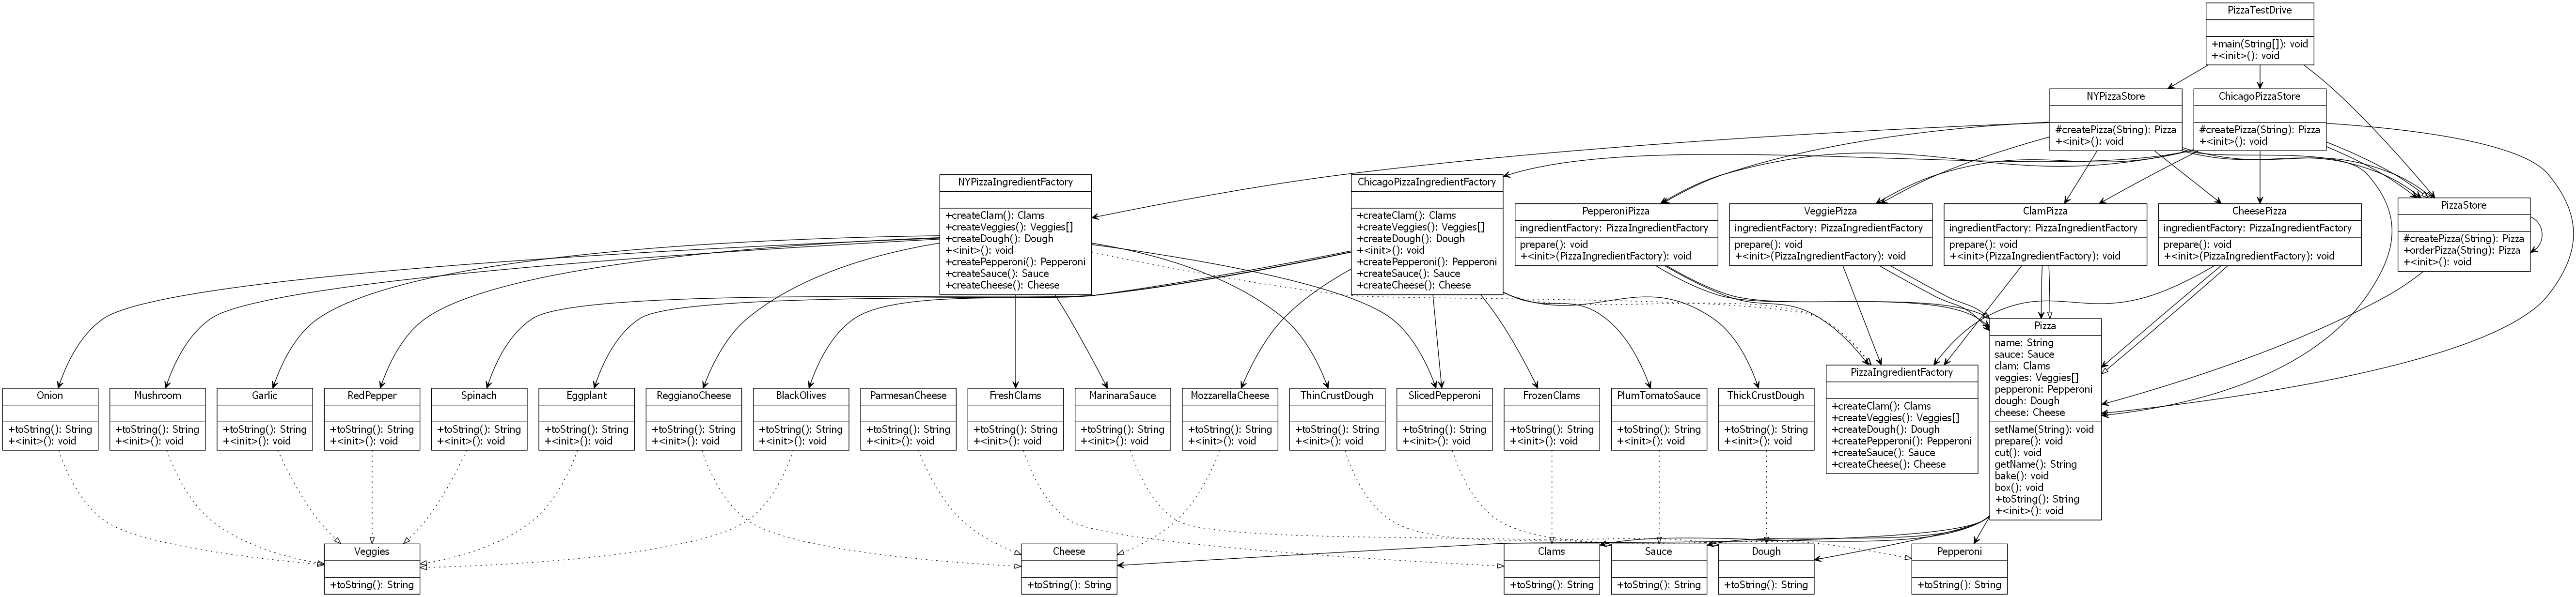 PizzaTestDrive
+main(String[]): void
+<init>(): void
NYPizzaStore
#createPizza(String): Pizza
+<init>(): void
ChicagoPizzaStore
#createPizza(String): Pizza
+<init>(): void
NYPizzaIngredientFactory
+createClam(): Clams
+createVeggies(): Veggies[]
+createDough(): Dough
+<init>(): void
+createPepperoni(): Pepperoni
+createSauce(): Sauce
+createCheese(): Cheese
ChicagoPizzaIngredientFactory
+createClam(): Clams
+createVeggies(): Veggies[]
+createDough(): Dough
+<init>(): void
+createPepperoni(): Pepperoni
+createSauce(): Sauce
+createCheese(): Cheese
PepperoniPizza
ingredientFactory: PizzaIngredientFactory
prepare(): void
+<init>(PizzaIngredientFactory): void
VeggiePizza
ingredientFactory: PizzaIngredientFactory
prepare(): void
+<init>(PizzaIngredientFactory): void
ClamPizza
ingredientFactory: PizzaIngredientFactory
prepare(): void
+<init>(PizzaIngredientFactory): void
CheesePizza
ingredientFactory: PizzaIngredientFactory
prepare(): void
+<init>(PizzaIngredientFactory): void
PizzaStore
#createPizza(String): Pizza
+orderPizza(String): Pizza
+<init>(): void
Onion
+toString(): String
+<init>(): void
Mushroom
+toString(): String
+<init>(): void
Garlic
+toString(): String
+<init>(): void
RedPepper
+toString(): String
+<init>(): void
Spinach
+toString(): String
+<init>(): void
Eggplant
+toString(): String
+<init>(): void
ReggianoCheese
+toString(): String
+<init>(): void
BlackOlives
+toString(): String
+<init>(): void
ParmesanCheese
+toString(): String
+<init>(): void
FreshClams
+toString(): String
+<init>(): void
MarinaraSauce
+toString(): String
+<init>(): void
MozzarellaCheese
+toString(): String
+<init>(): void
ThinCrustDough
+toString(): String
+<init>(): void
SlicedPepperoni
+toString(): String
+<init>(): void
FrozenClams
+toString(): String
+<init>(): void
PlumTomatoSauce
+toString(): String
+<init>(): void
ThickCrustDough
+toString(): String
+<init>(): void
PizzaIngredientFactory
+createClam(): Clams
+createVeggies(): Veggies[]
+createDough(): Dough
+createPepperoni(): Pepperoni
+createSauce(): Sauce
+createCheese(): Cheese
Pizza
name: String
sauce: Sauce
clam: Clams
veggies: Veggies[]
pepperoni: Pepperoni
dough: Dough
cheese: Cheese
setName(String): void
prepare(): void
cut(): void
getName(): String
bake(): void
box(): void
+toString(): String
+<init>(): void
Veggies
+toString(): String
Cheese
+toString(): String
Clams
+toString(): String
Sauce
+toString(): String
Dough
+toString(): String
Pepperoni
+toString(): String